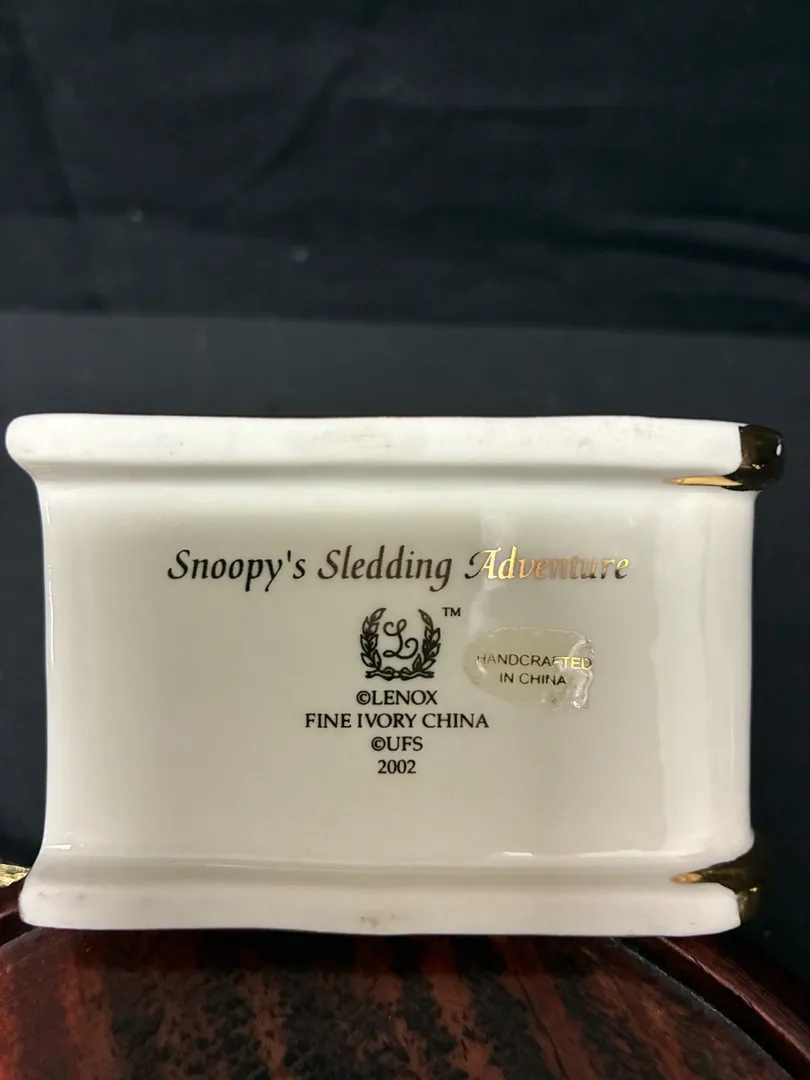 Snoopy's Sledding Adventure
L ™
HANDCRAFTED
IN CHINA
©LENOX
FINE IVORY CHINA
©UFS
2002